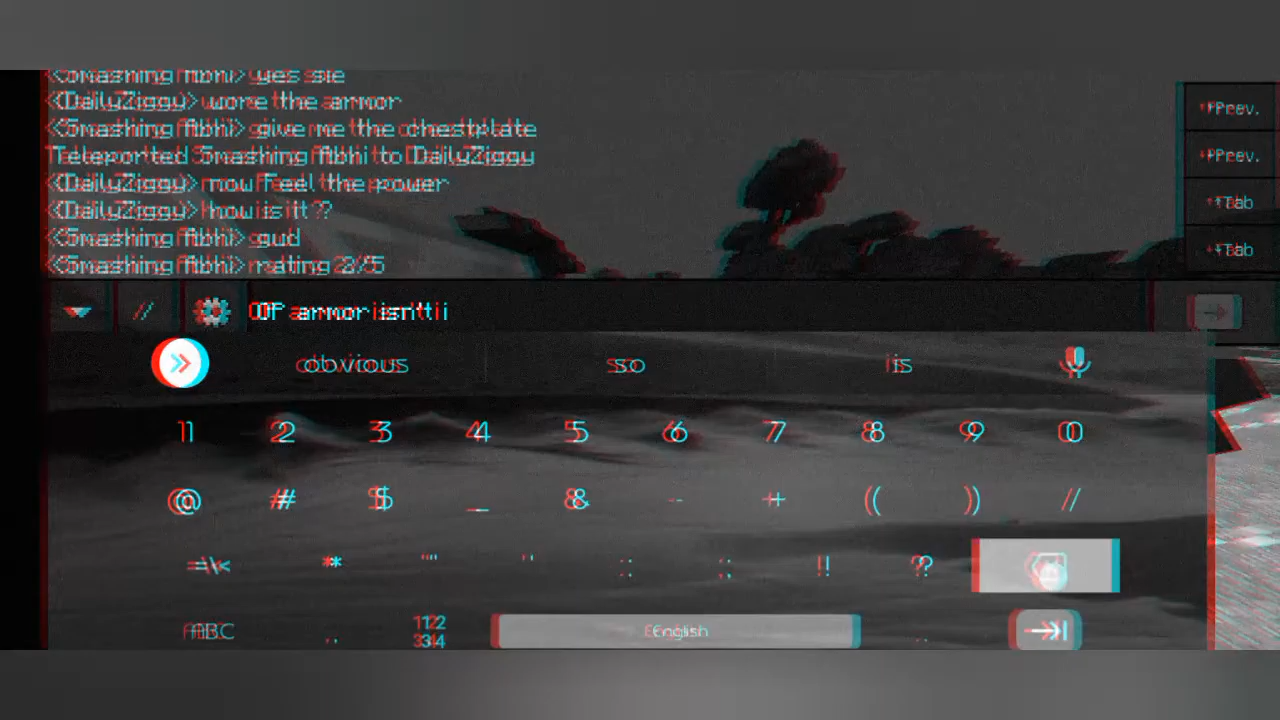 <Smashing Abhi> yes sie
<DailyZiggy> wore the armor
<Smashing Abhi> give me the chestplate
Teleported Smashing Abhi to DailyZiggy
<DailyZiggy> now Feel the power
<DailyZiggy> how is it ?
<Smashing Abhi> gud
<Smashing Abhi> rating 2/5
+Prev.
+Prev.
+Tab
+Tab
/
OP armor isn't i
obvious so is
1 2 3 4 5 6 7 8 9 0
@ # $ _ & - + ( ) /
=\< * " ' : ; ! ?
ABC , 12 34 English .